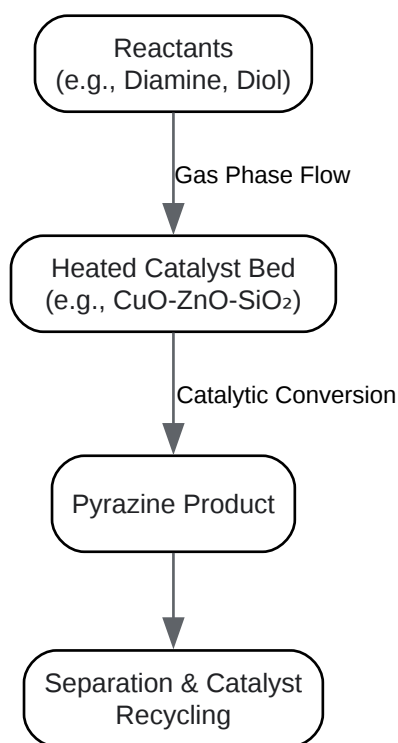 Reactants
(e.g., Diamine, Diol)
Gas Phase Flow
Heated Catalyst Bed
(e.g., CuO-ZnO-SiO₂)
Catalytic Conversion
Pyrazine Product
Separation & Catalyst
Recycling